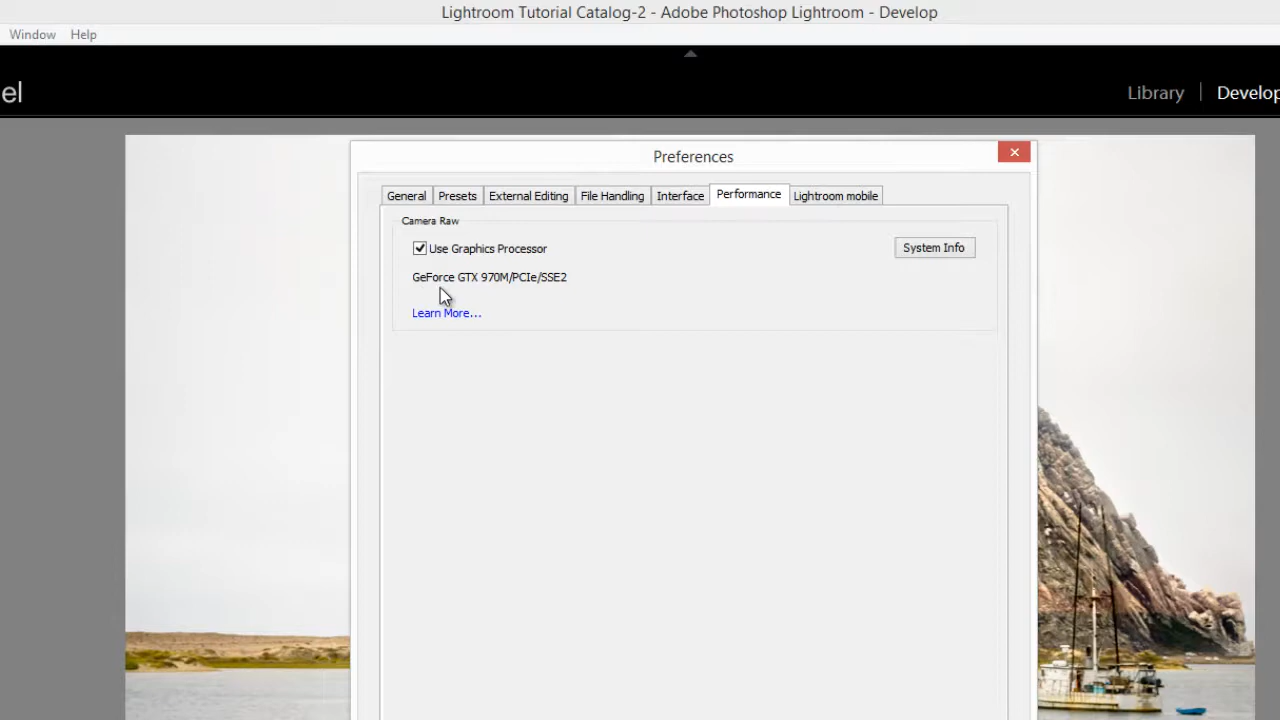 Lightroom Tutorial Catalog-2 - Adobe Photoshop Lightroom - Develop
Window Help
el
Library | Develop
Preferences
General Presets External Editing File Handling Interface Performance Lightroom mobile
Camera Raw
Use Graphics Processor
System Info
GeForce GTX 970M/PCIe/SSE2
Learn More...